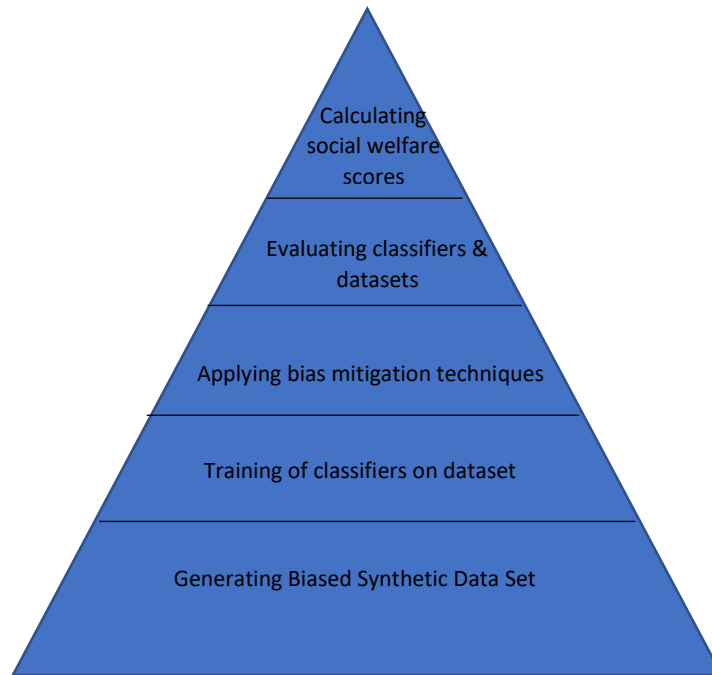 Calculating
social welfare
scores
Evaluating classifiers &
datasets
Applying bias mitigation techniques
Training of classifiers on dataset
Generating Biased Synthetic Data Set